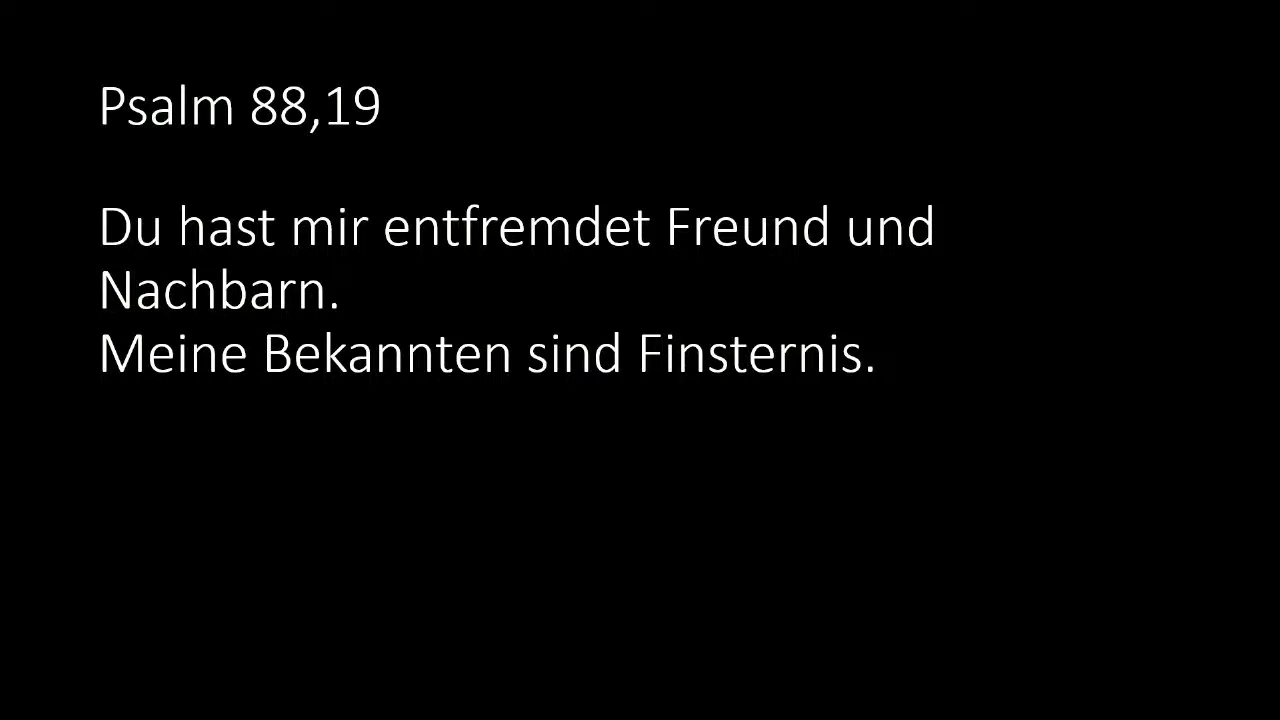 Psalm 88,19
Du hast mir entfremdet Freund und
Nachbarn.
Meine Bekannten sind Finsternis.